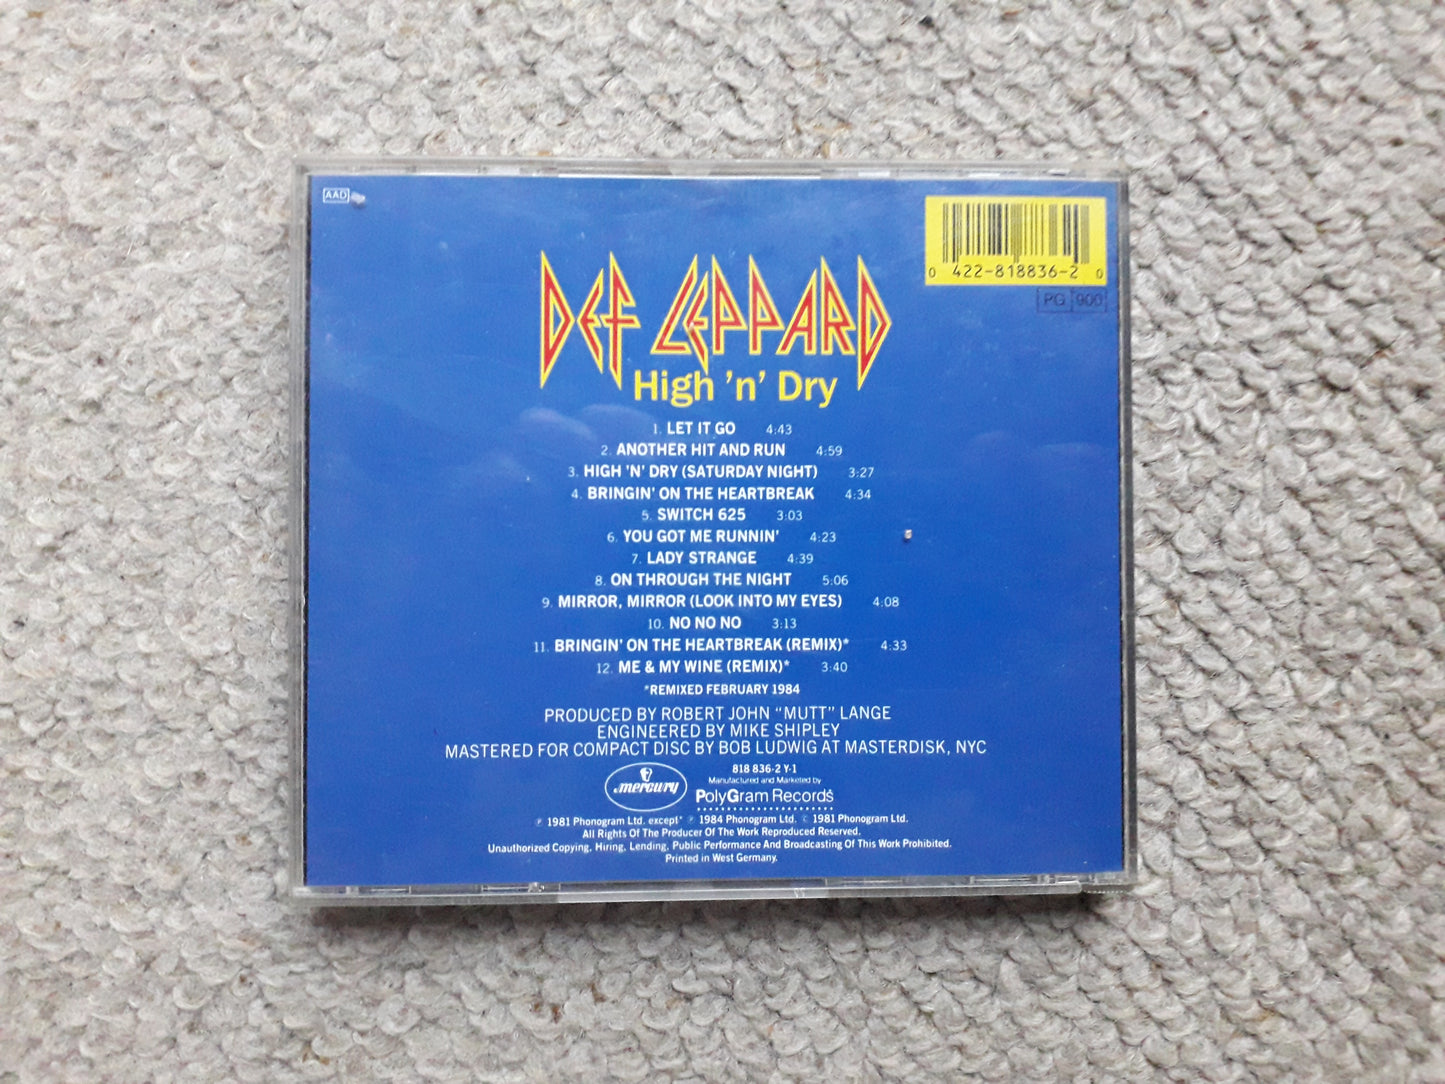 AAD
0 422-818836-2 0
PG 900
DEF LEPPARD
High 'n' Dry
1. LET IT GO 4:43
2. ANOTHER HIT AND RUN 4:59
3. HIGH 'N' DRY (SATURDAY NIGHT) 3:27
4. BRINGIN' ON THE HEARTBREAK 4:34
5. SWITCH 625 3:03
6. YOU GOT ME RUNNIN' 4:23
7. LADY STRANGE 4:39
8. ON THROUGH THE NIGHT 5:06
9. MIRROR, MIRROR (LOOK INTO MY EYES) 4:08
10. NO NO NO 3:13
11. BRINGIN' ON THE HEARTBREAK (REMIX)* 4:33
12. ME & MY WINE (REMIX)* 3:40
*REMIXED FEBRUARY 1984
PRODUCED BY ROBERT JOHN "MUTT" LANGE
ENGINEERED BY MIKE SHIPLEY
MASTERED FOR COMPACT DISC BY BOB LUDWIG AT MASTERDISK, NYC
mercury
818 836-2 Y-1
Manufactured and Marketed by
PolyGram Records
℗ 1981 Phonogram Ltd. except* ℗ 1984 Phonogram Ltd. © 1981 Phonogram Ltd.
All Rights Of The Producer Of The Work Reproduced Reserved.
Unauthorized Copying, Hiring, Lending, Public Performance And Broadcasting Of This Work Prohibited.
Printed in West Germany.